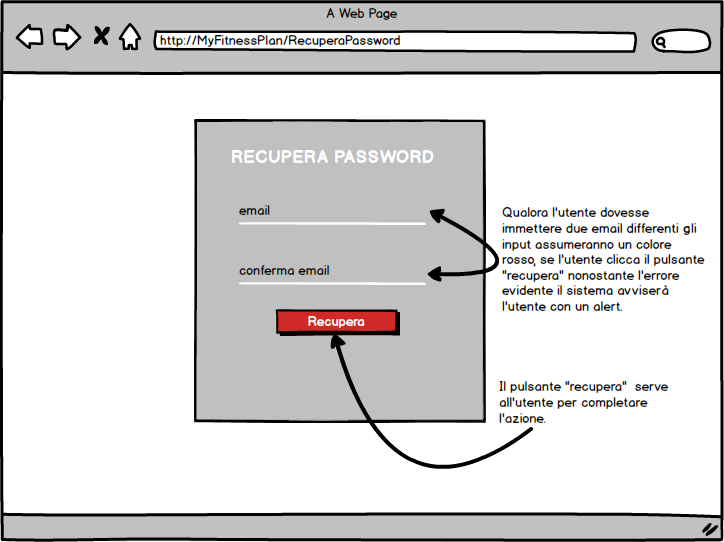 A Web Page
http://MyFitnessPlan/RecuperaPassword
RECUPERA PASSWORD
email
conferma email
Recupera
Qualora l'utente dovesse
immettere due email differenti gli
input assumeranno un colore
rosso, se l'utente clicca il pulsante
"recupera" nonostante l'errore
evidente il sistema avviserà
l'utente con un alert.
Il pulsante "recupera" serve
all'utente per completare
l'azione.